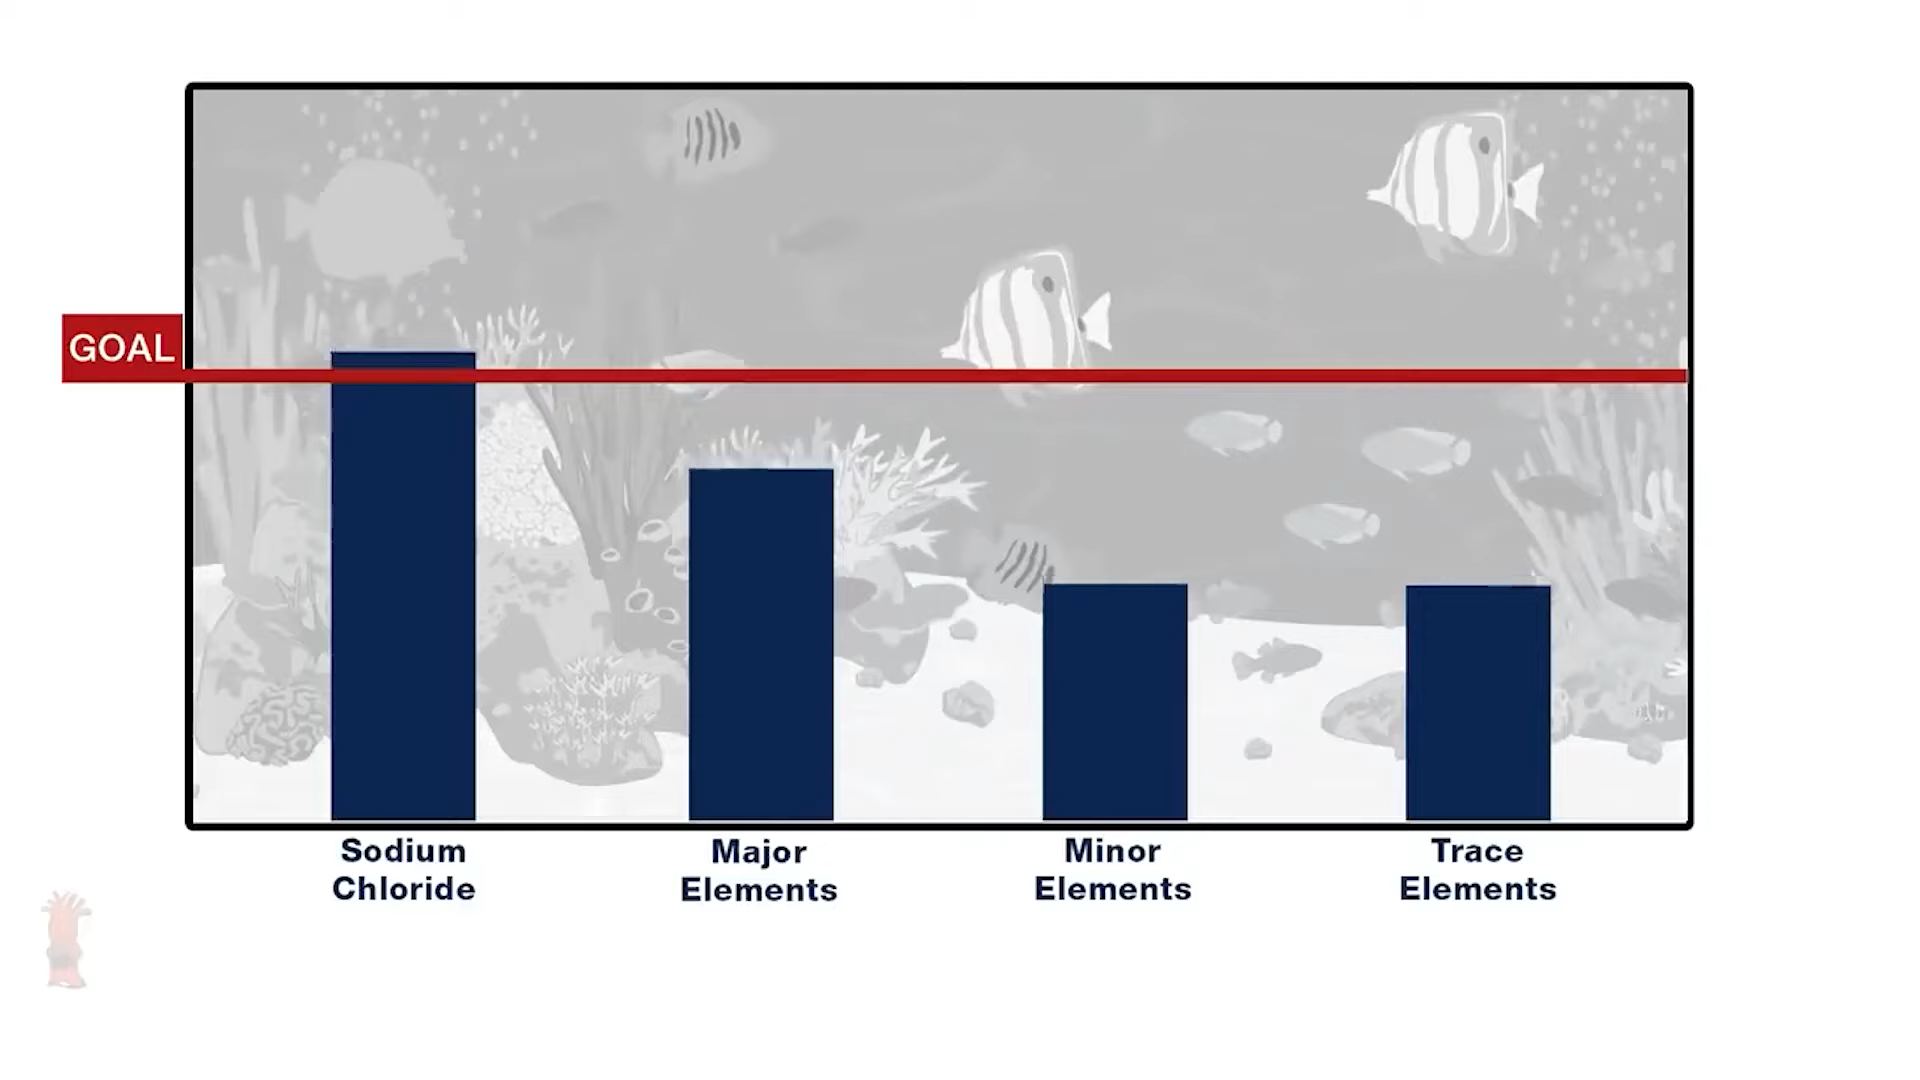 GOAL
Sodium
Chloride
Major
Elements
Minor
Elements
Trace
Elements